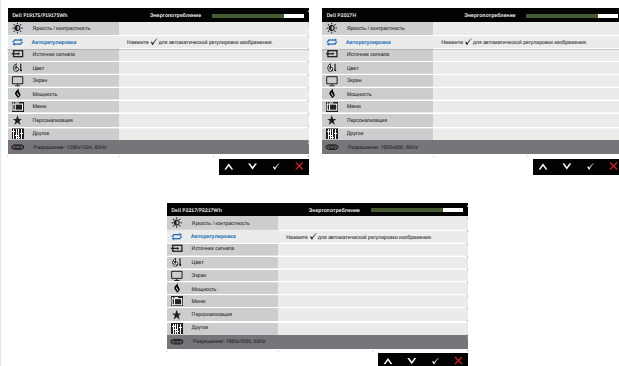 Dell P1917S/P1917SWh Энергопотребление
Яркость / контрастность
Авторегулировка Нажмите ✓ для автоматической регулировки изображения.
Источник сигнала
Цвет
Экран
Мощность
Меню
Персонализация
Другое
Разрешение: 1280x1024, 60Hz
Dell P2017H Энергопотребление
Яркость / контрастность
Авторегулировка Нажмите ✓ для автоматической регулировки изображения.
Источник сигнала
Цвет
Экран
Мощность
Меню
Персонализация
Другое
Разрешение: 1600x900, 60Hz
Dell P2217/P2217Wh Энергопотребление
Яркость / контрастность
Авторегулировка Нажмите ✓ для автоматической регулировки изображения.
Источник сигнала
Цвет
Экран
Мощность
Меню
Персонализация
Другое
Разрешение: 1680x1050, 60Hz